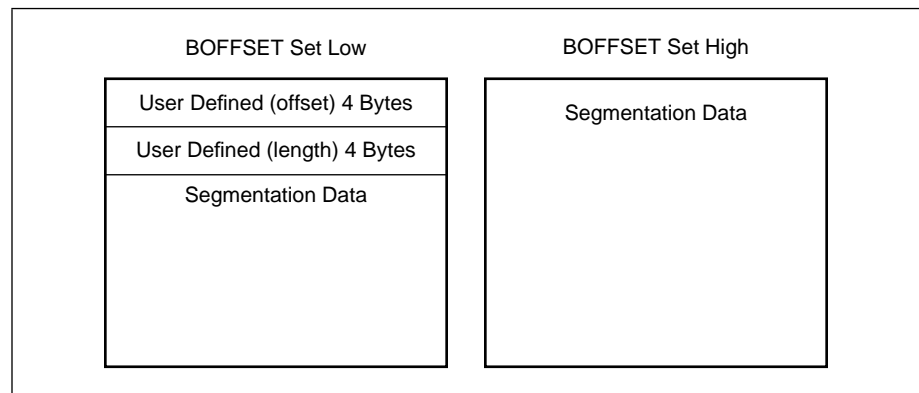 BOFFSET Set Low
User Defined (offset) 4 Bytes
User Defined (length) 4 Bytes
Segmentation Data
BOFFSET Set High
Segmentation Data